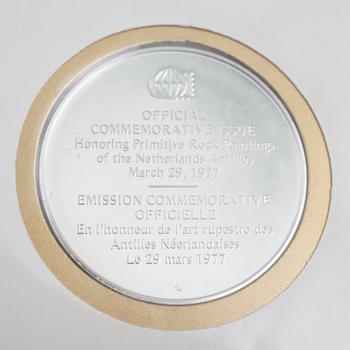 OFFICIAL
COMMEMORATIVE ISSUE
Honoring Primitive Rock Paintings
of the Netherlands Antilles
March 29, 1977
EMISSION COMMEMORATIVE
OFFICIELLE
En l'honneur de l'art rupestre des
Antilles Néerlandaises
Le 29 mars 1977